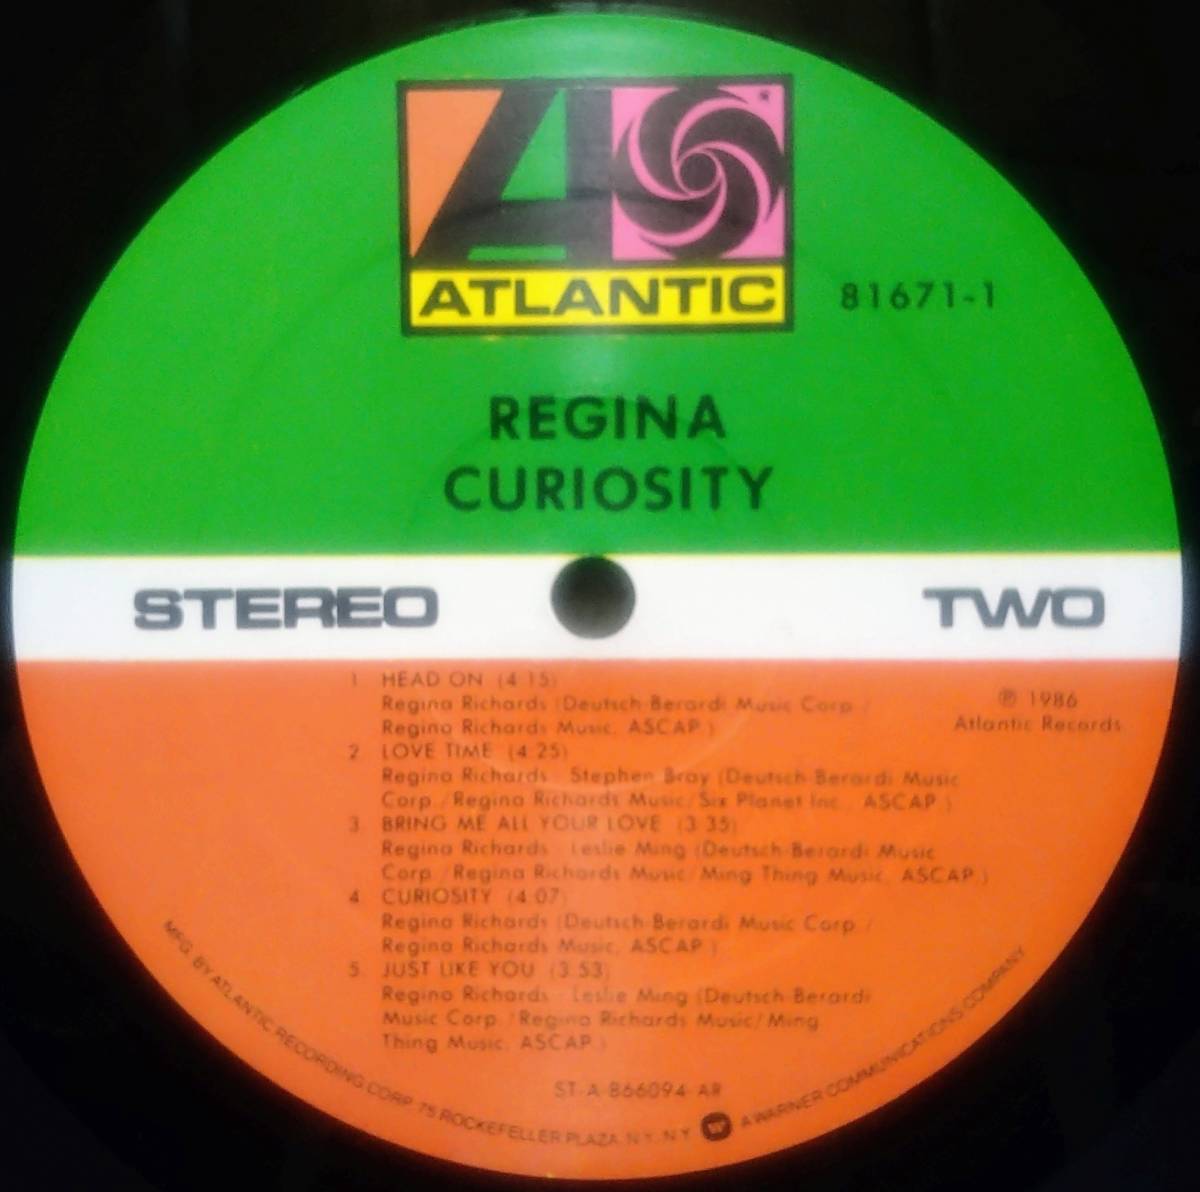 ATLANTIC
81671-1
REGINA
CURIOSITY
STEREO
TWO
1. HEAD ON (4:15)
Regina Richards (Deutsch-Berardi Music Corp./
Regina Richards Music, ASCAP.)
2. LOVE TIME (4:25)
Regina Richards - Stephen Bray (Deutsch-Berardi Music
Corp./Regina Richards Music/Six Planet Inc., ASCAP.)
3. BRING ME ALL YOUR LOVE (3:35)
Regina Richards - Leslie Ming (Deutsch-Berardi Music
Corp./Regina Richards Music/Ming Thing Music, ASCAP.)
4. CURIOSITY (4:07)
Regina Richards (Deutsch-Berardi Music Corp./
Regina Richards Music, ASCAP.)
5. JUST LIKE YOU (3:53)
Regina Richards - Leslie Ming (Deutsch-Berardi
Music Corp./Regina Richards Music/Ming
Thing Music, ASCAP.)
℗ 1986
Atlantic Records
ST-A-866094-AR
MFG. BY ATLANTIC RECORDING CORP. 75 ROCKEFELLER PLAZA, N.Y., N.Y. W A WARNER COMMUNICATIONS COMPANY